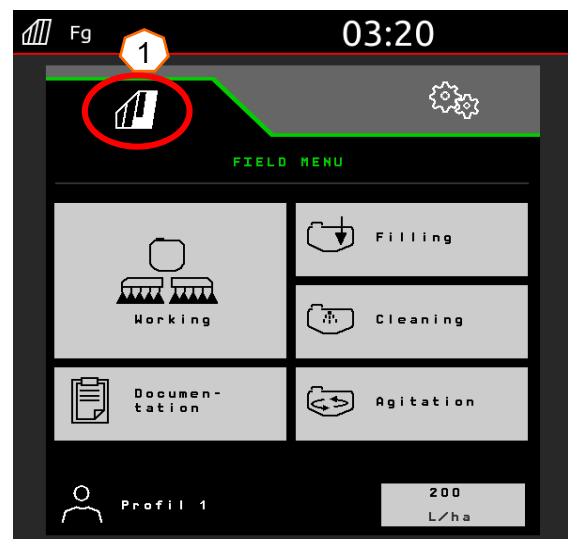 Fg
03:20
1
FIELD MENU
Working
Filling
Cleaning
Documen-
tation
Agitation
Profil 1
200
L/ha